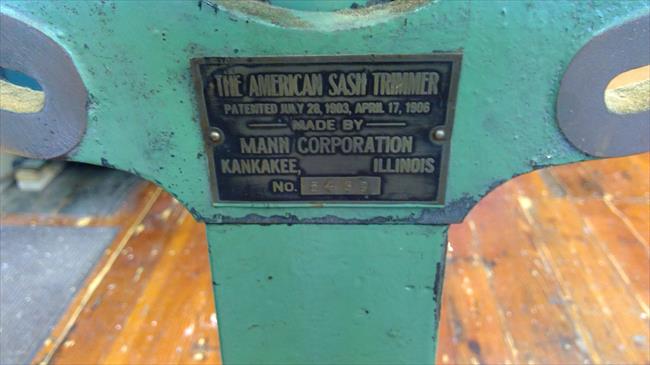 THE AMERICAN SASH TRIMMER
PATENTED JULY 28, 1903, APRIL 17, 1906
MADE BY
MANN CORPORATION
KANKAKEE, ILLINOIS
No.